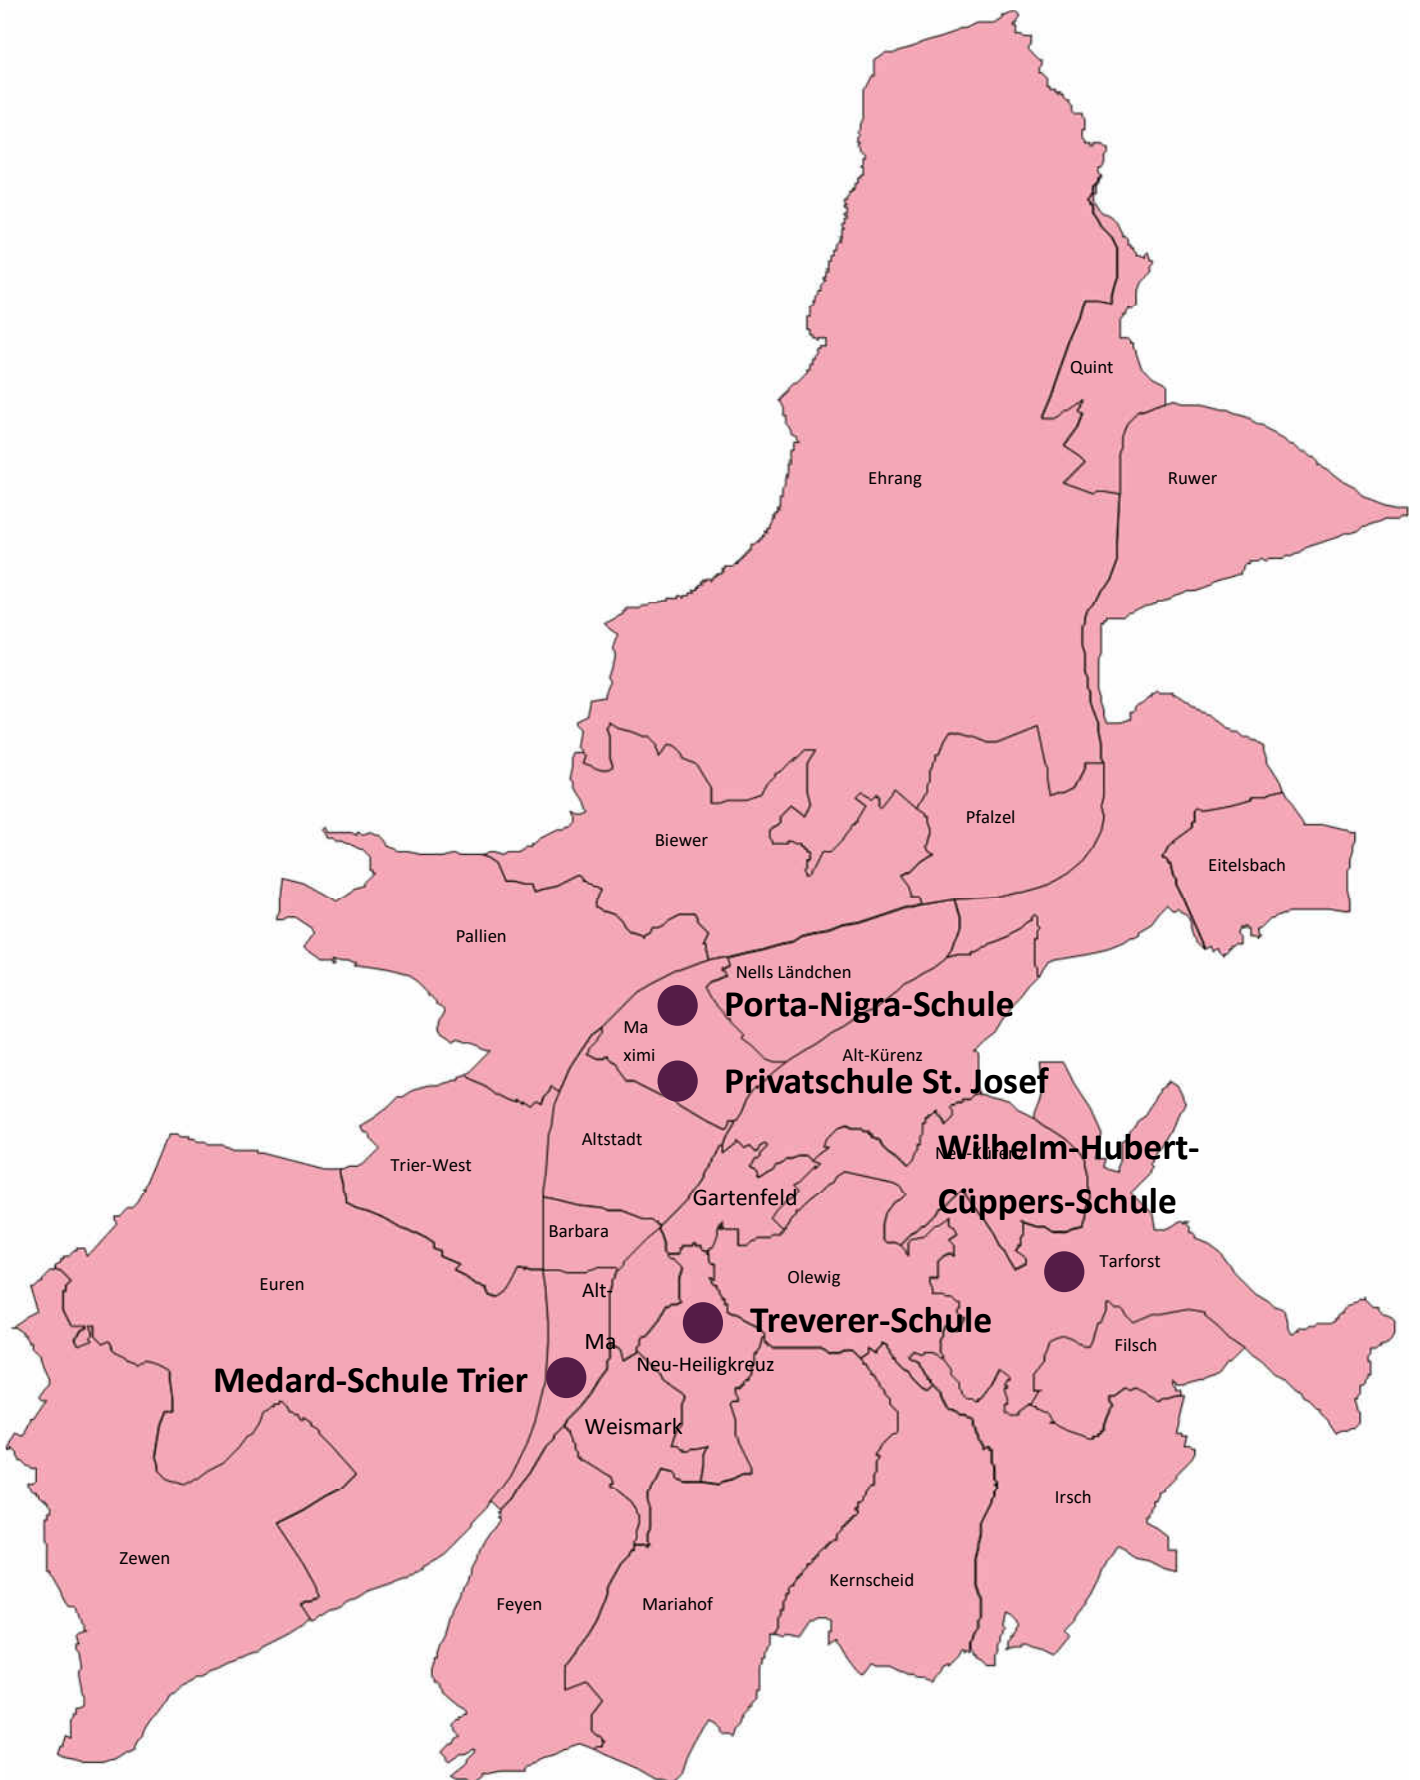 Quint
Ehrang
Ruwer
Pfalzel
Biewer
Eitelsbach
Pallien
Nells Ländchen
Porta-Nigra-Schule
Ma
ximi
Alt-Kürenz
Privatschule St. Josef
Altstadt
Wilhelm-Hubert-
Neu-Kürenz
Trier-West
Gartenfeld
Cüppers-Schule
Barbara
Tarforst
Olewig
Euren
Alt-
Treverer-Schule
Ma
Filsch
Neu-Heiligkreuz
Medard-Schule Trier
Weismark
Irsch
Zewen
Kernscheid
Feyen
Mariahof